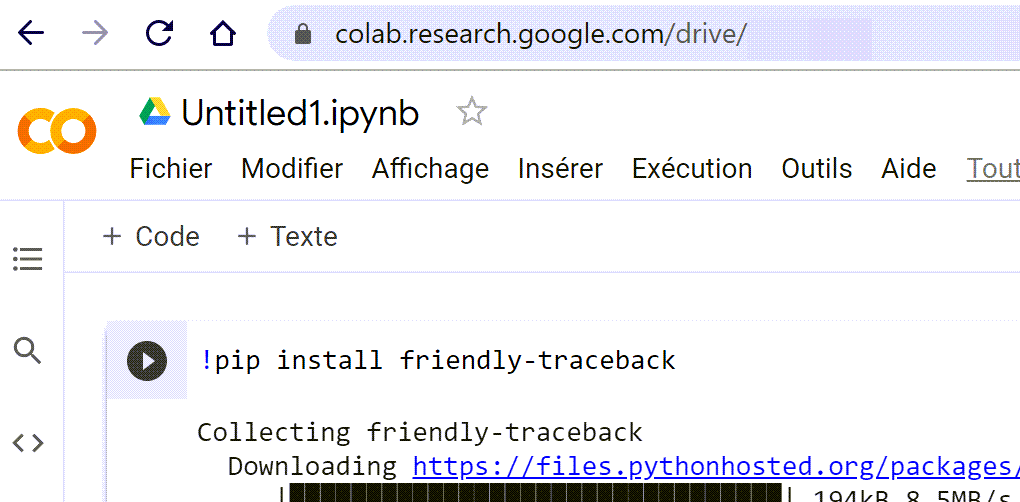 colab.research.google.com/drive/
Untitled1.ipynb
Fichier Modifier Affichage Insérer Exécution Outils Aide Tout
+ Code + Texte
!pip install friendly-traceback
Collecting friendly-traceback
Downloading https://files.pythonhosted.org/packages/
|████████████████████████████████| 194kB 8.5MB/s